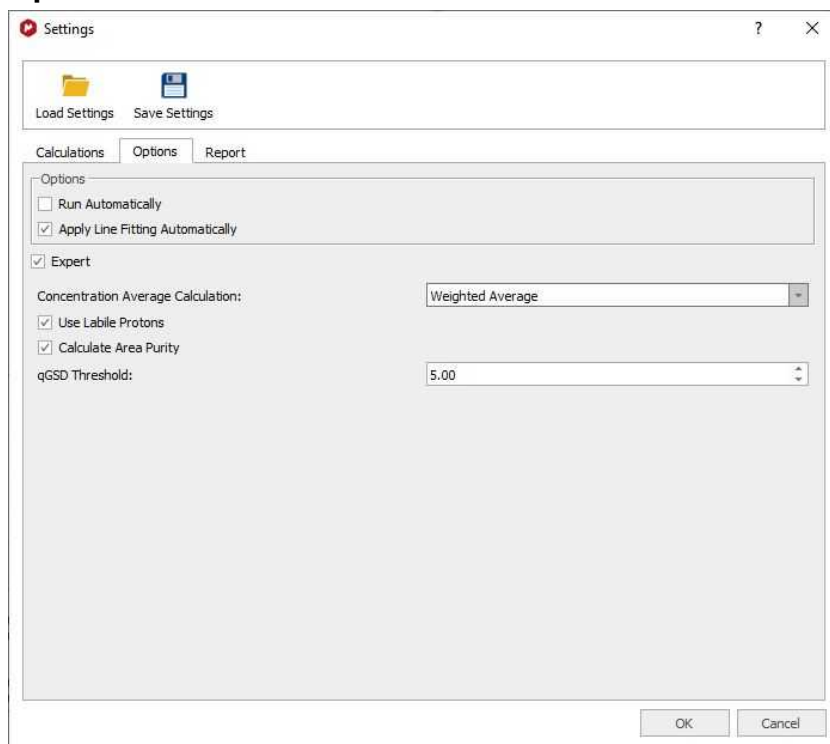 Settings
?
Load Settings Save Settings
Calculations Options Report
Options
Run Automatically
Apply Line Fitting Automatically
Expert
Concentration Average Calculation: Weighted Average
Use Labile Protons
Calculate Area Purity
qGSD Threshold: 5.00
OK Cancel